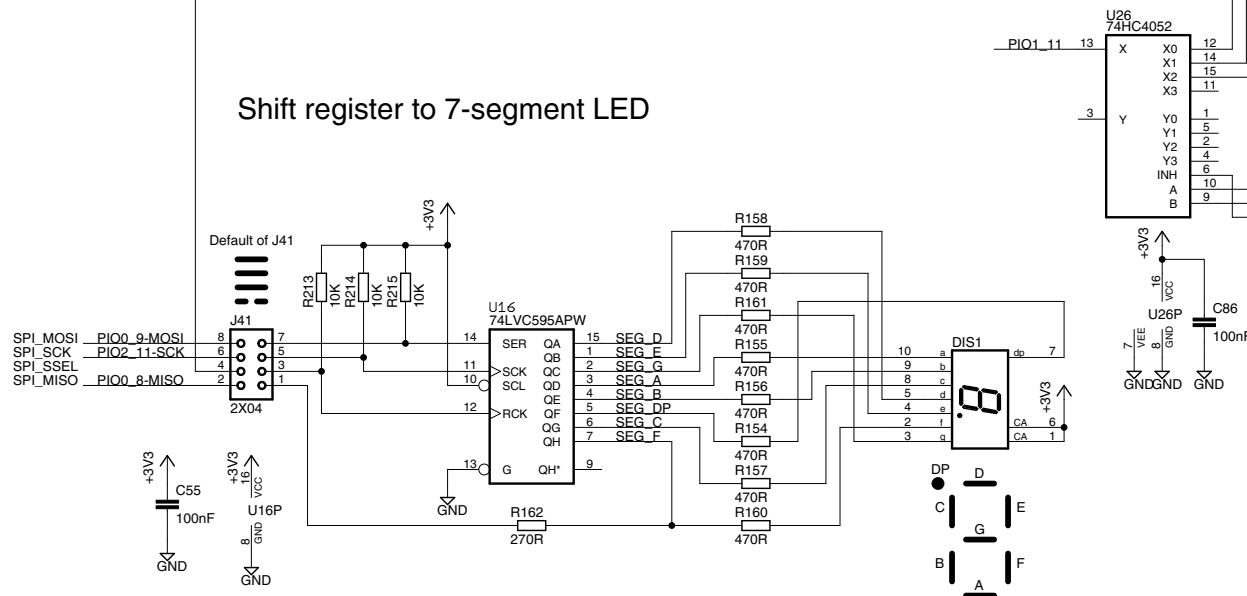 U26
74HC4052
PIO1_11 13 X X0 12
X1 14
X2 15
X3 11
3 Y Y0 1
Y1 5
Y2 2
Y3 4
INH 6
A 10
B 9
Shift register to 7-segment LED
+3V3
Default of J41
R213
10K
R214
10K
R215
10K
J41
SPI_MOSI PIO0_9-MOSI 8 7
SPI_SCK PIO2_11-SCK 6 5
SPI_SSEL 4 3
SPI_MISO PIO0_8-MISO 2 1
2X04
U16
74LVC595APW
14 SER QA 15 SEG_D
QB 1 SEG_E
11 SCK QC 2 SEG_G
10 SCL QD 3 SEG_A
QE 4 SEG_B
12 RCK QF 5 SEG_DP
QG 6 SEG_C
QH 7 SEG_F
13 G QH* 9
GND
R158
470R
R159
470R
R161
470R
R155
470R
R156
470R
R154
470R
R157
470R
R160
470R
R162
270R
DIS1
10 a dp 7
9 b
8 c
5 d
4 e
2 f CA 6
3 g CA 1
+3V3
+3V3
16
VCC
U26P
7
VEE
8
GND
GND
GND
C86
100nF
GND
+3V3
C55
100nF
GND
+3V3
16
VCC
U16P
8
GND
GND
DP
D
C
E
G
B
F
A